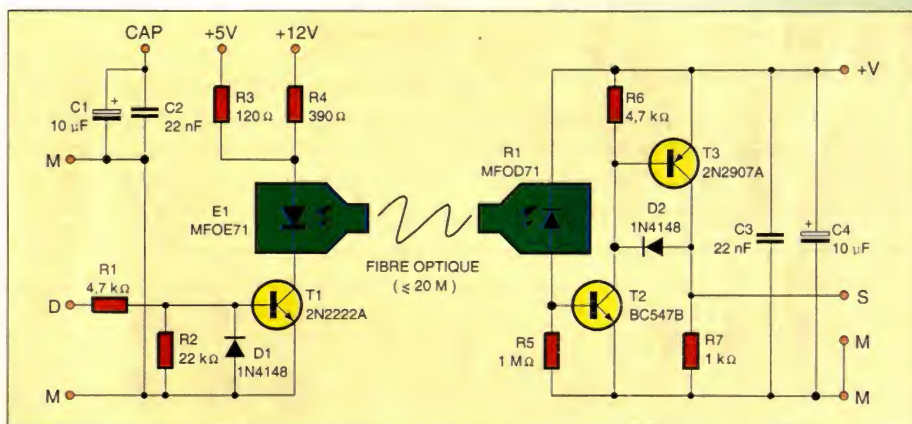 CAP
+5V
+12V
+V
C1
+
10 µF
C2
22 nF
R3
120 Ω
R4
390 Ω
M
E1
MFOE71
R1
4,7 kΩ
D
R2
22 kΩ
D1
1N4148
T1
2N2222A
M
FIBRE OPTIQUE
( ≤ 20 M )
R1
MFOD71
R6
4,7 kΩ
T3
2N2907A
D2
1N4148
C3
22 nF
+
C4
10 µF
T2
BC547B
S
R5
1 MΩ
R7
1 kΩ
M
M